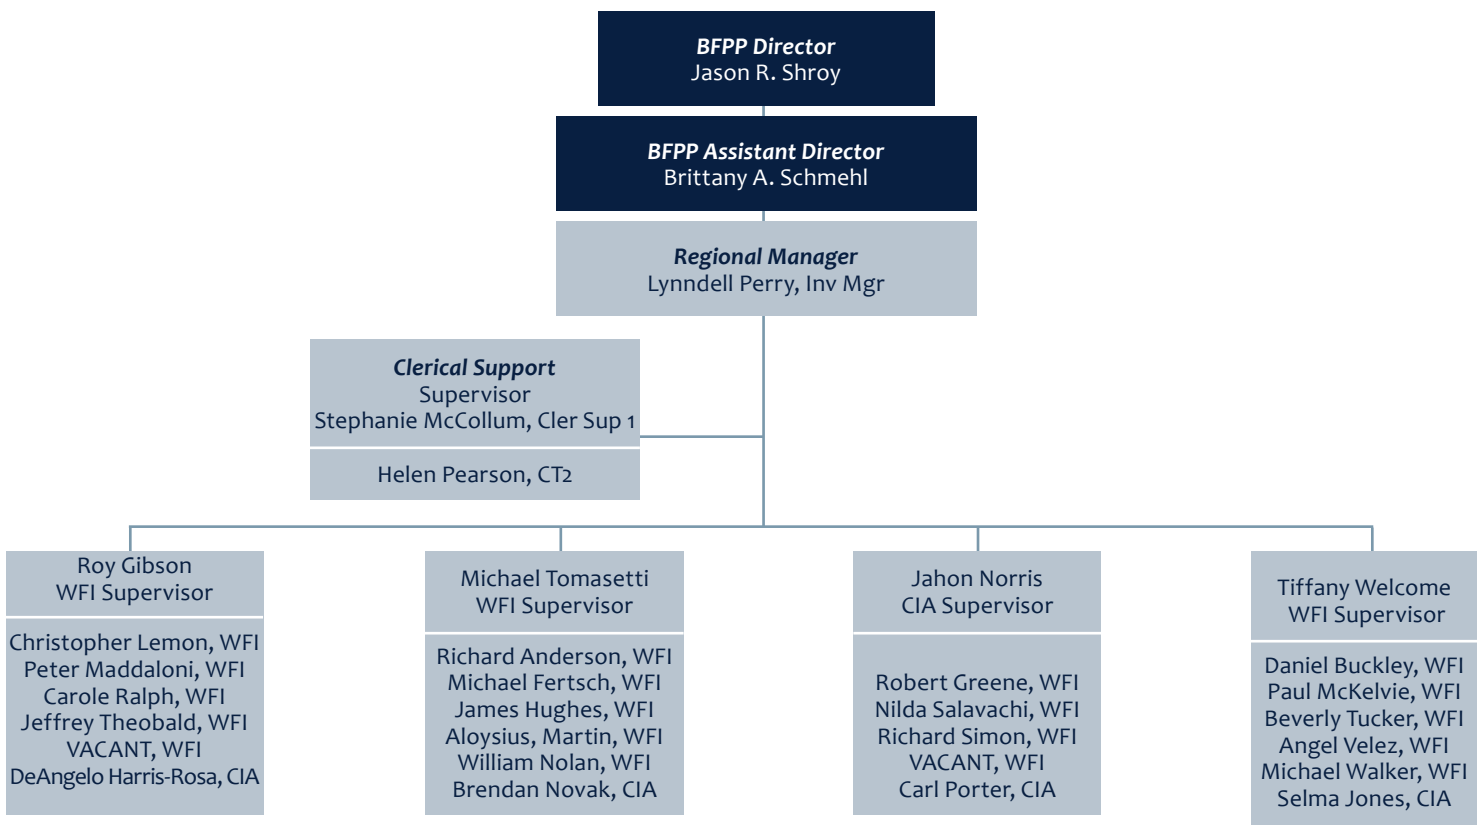 BFPP Director
Jason R. Shroy
BFPP Assistant Director
Brittany A. Schmehl
Regional Manager
Lynndell Perry, Inv Mgr
Clerical Support
Supervisor
Stephanie McCollum, Cler Sup 1
Helen Pearson, CT2
Roy Gibson
WFI Supervisor
Christopher Lemon, WFI
Peter Maddaloni, WFI
Carole Ralph, WFI
Jeffrey Theobald, WFI
VACANT, WFI
DeAngelo Harris-Rosa, CIA
Michael Tomasetti
WFI Supervisor
Richard Anderson, WFI
Michael Fertsch, WFI
James Hughes, WFI
Aloysius, Martin, WFI
William Nolan, WFI
Brendan Novak, CIA
Jahon Norris
CIA Supervisor
Robert Greene, WFI
Nilda Salavachi, WFI
Richard Simon, WFI
VACANT, WFI
Carl Porter, CIA
Tiffany Welcome
WFI Supervisor
Daniel Buckley, WFI
Paul McKelvie, WFI
Beverly Tucker, WFI
Angel Velez, WFI
Michael Walker, WFI
Selma Jones, CIA